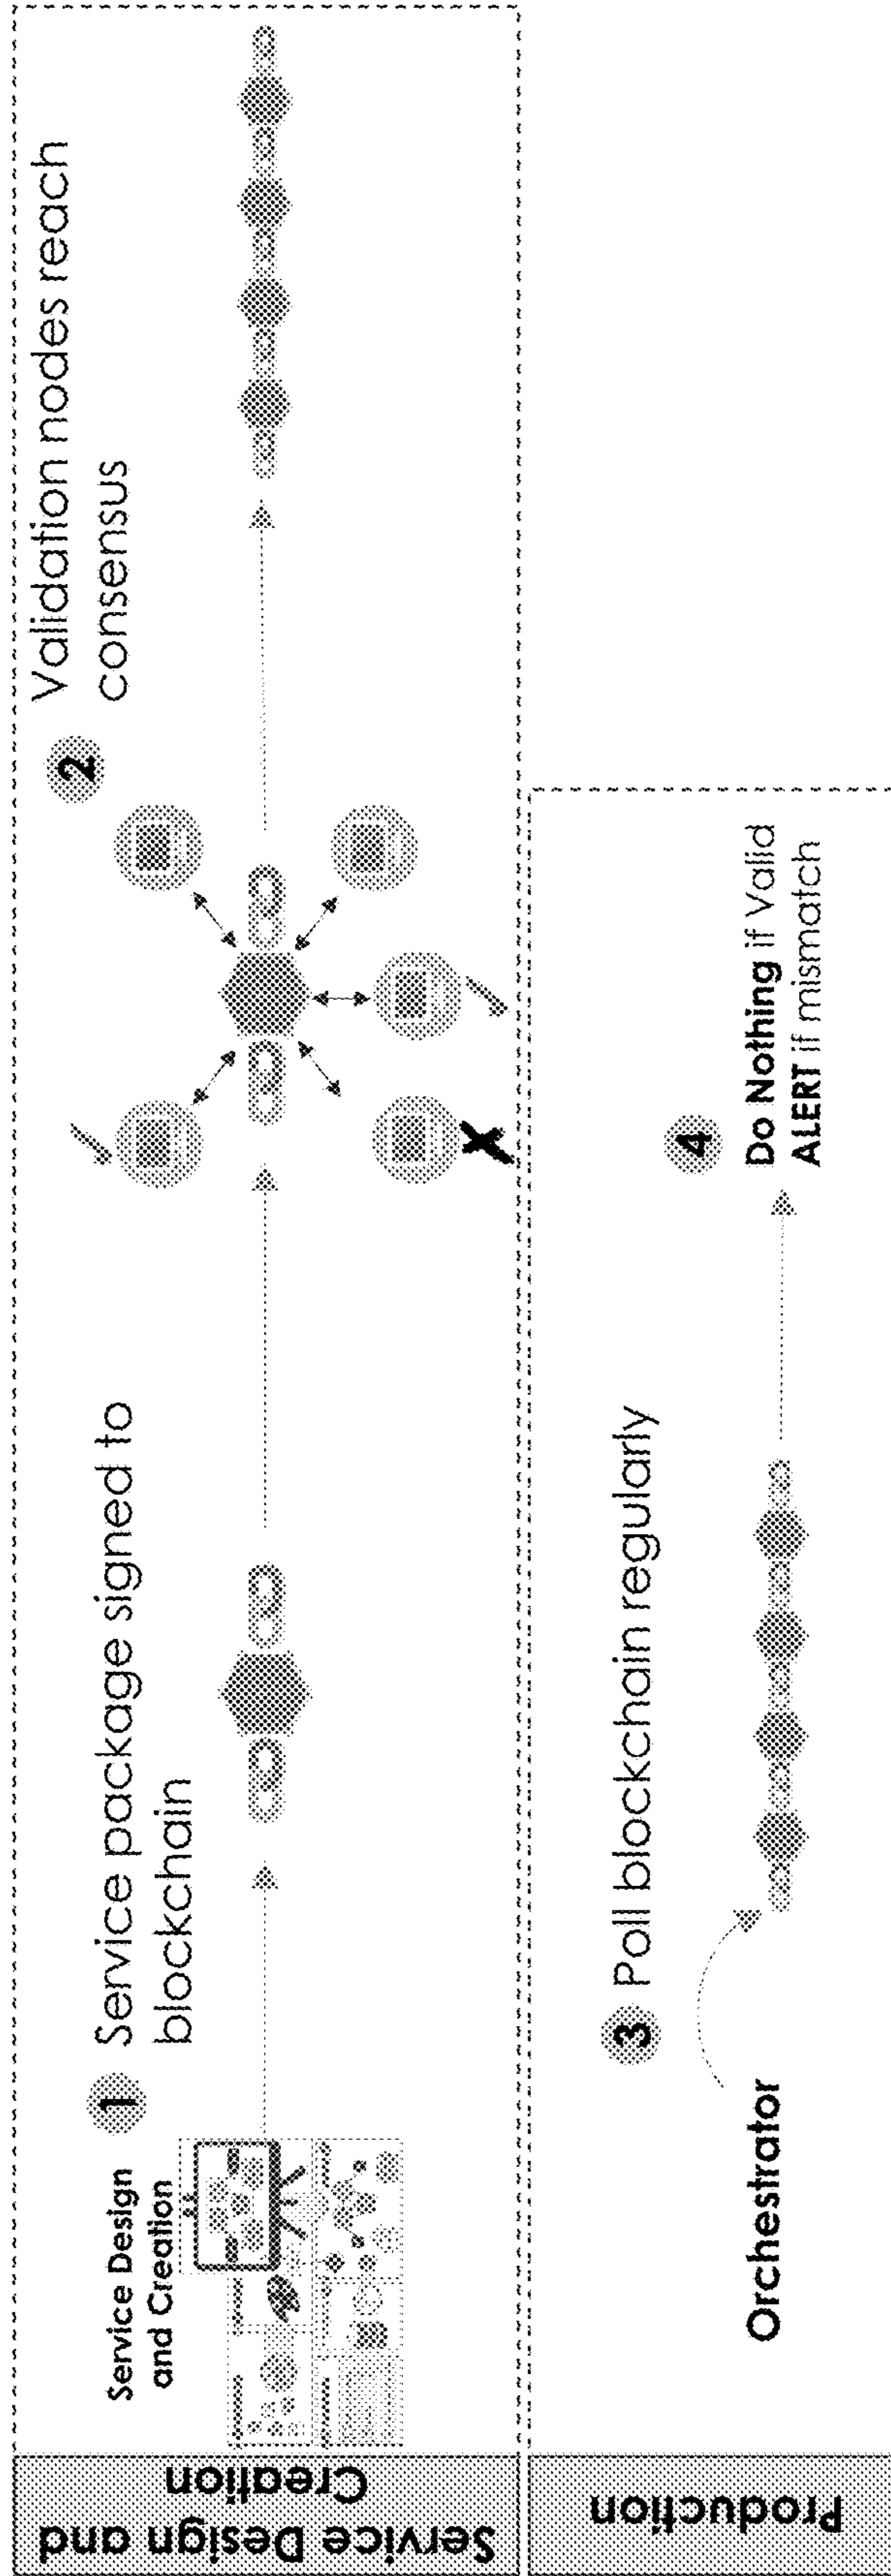 Service Design and
Creation
Service Design
and Creation
1
Service package signed to
blockchain
2
Validation nodes reach
consensus
Production
Orchestrator
3
Poll blockchain regularly
4
Do Nothing if Valid
ALERT if mismatch